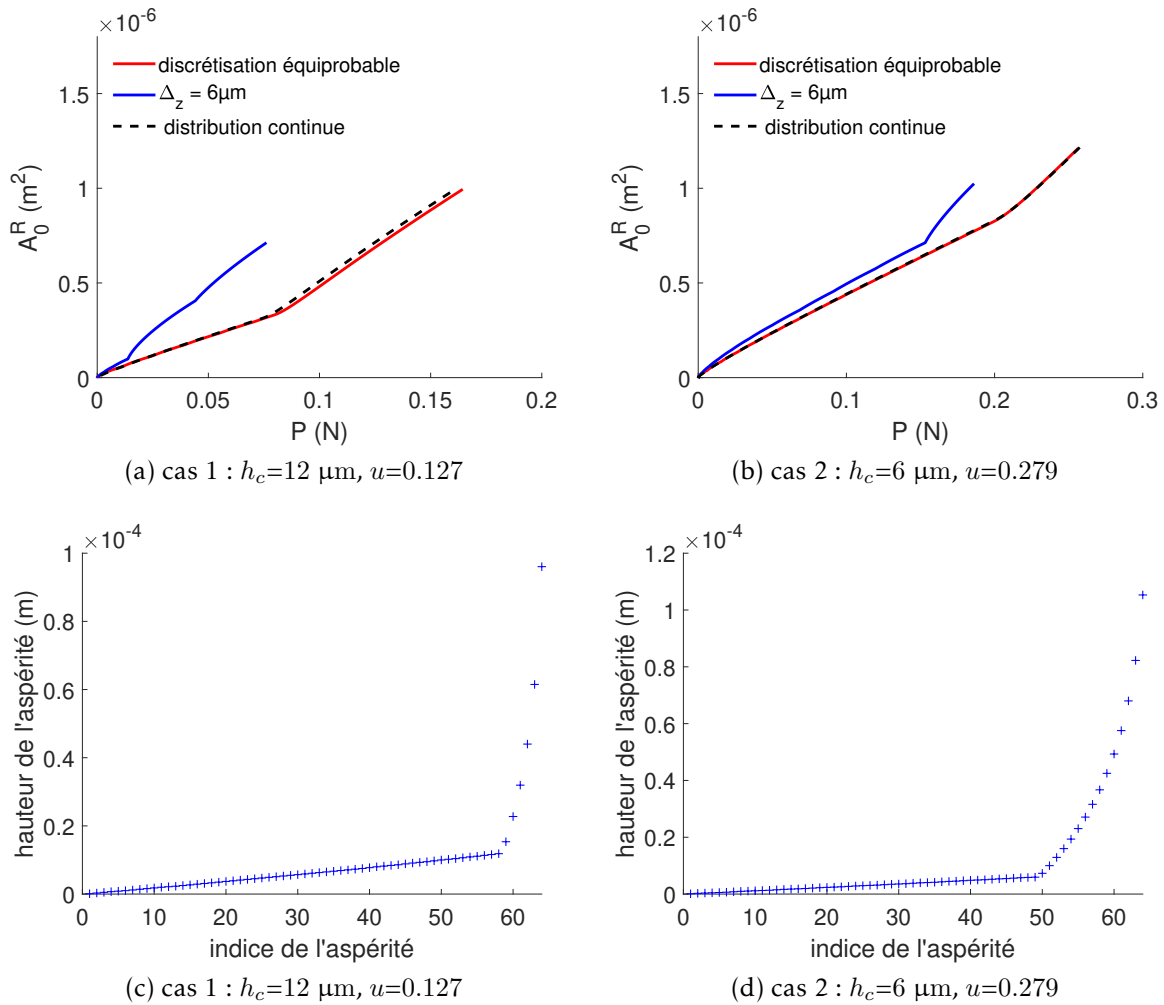 ×10⁻⁶
1.5
1
0.5
0
A₀ᴿ (m²)
discrétisation équiprobable
Δ_z = 6µm
distribution continue
0 0.05 0.1 0.15 0.2
P (N)
(a) cas 1 : h_c=12 µm, u=0.127
×10⁻⁶
1.5
1
0.5
0
A₀ᴿ (m²)
discrétisation équiprobable
Δ_z = 6µm
distribution continue
0 0.1 0.2 0.3
P (N)
(b) cas 2 : h_c=6 µm, u=0.279
×10⁻⁴
1
0.8
0.6
0.4
0.2
0
hauteur de l'aspérité (m)
0 10 20 30 40 50 60
indice de l'aspérité
(c) cas 1 : h_c=12 µm, u=0.127
×10⁻⁴
1.2
1
0.8
0.6
0.4
0.2
0
hauteur de l'aspérité (m)
0 10 20 30 40 50 60
indice de l'aspérité
(d) cas 2 : h_c=6 µm, u=0.279